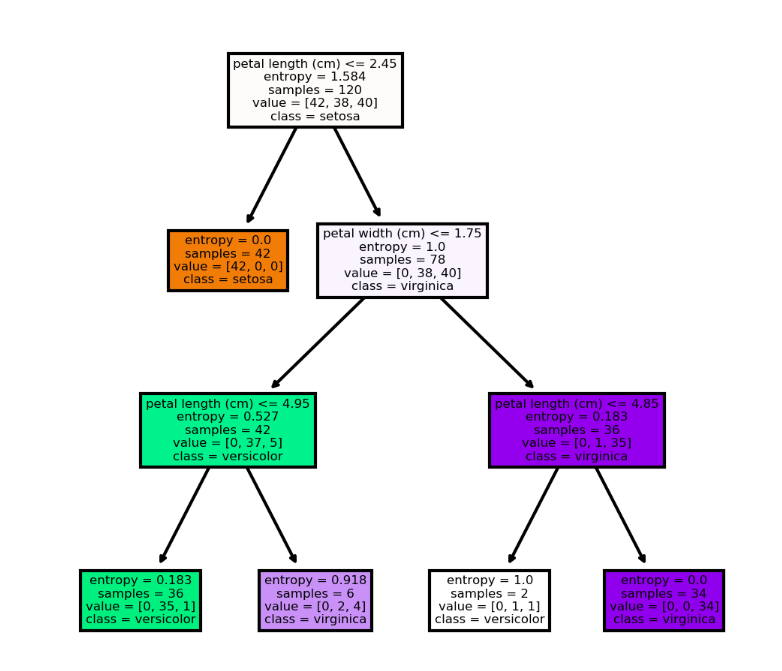 petal length (cm) <= 2.45
entropy = 1.584
samples = 120
value = [42, 38, 40]
class = setosa
entropy = 0.0
samples = 42
value = [42, 0, 0]
class = setosa
petal width (cm) <= 1.75
entropy = 1.0
samples = 78
value = [0, 38, 40]
class = virginica
petal length (cm) <= 4.95
entropy = 0.527
samples = 42
value = [0, 37, 5]
class = versicolor
petal length (cm) <= 4.85
entropy = 0.183
samples = 36
value = [0, 1, 35]
class = virginica
entropy = 0.183
samples = 36
value = [0, 35, 1]
class = versicolor
entropy = 0.918
samples = 6
value = [0, 2, 4]
class = virginica
entropy = 1.0
samples = 2
value = [0, 1, 1]
class = versicolor
entropy = 0.0
samples = 34
value = [0, 0, 34]
class = virginica